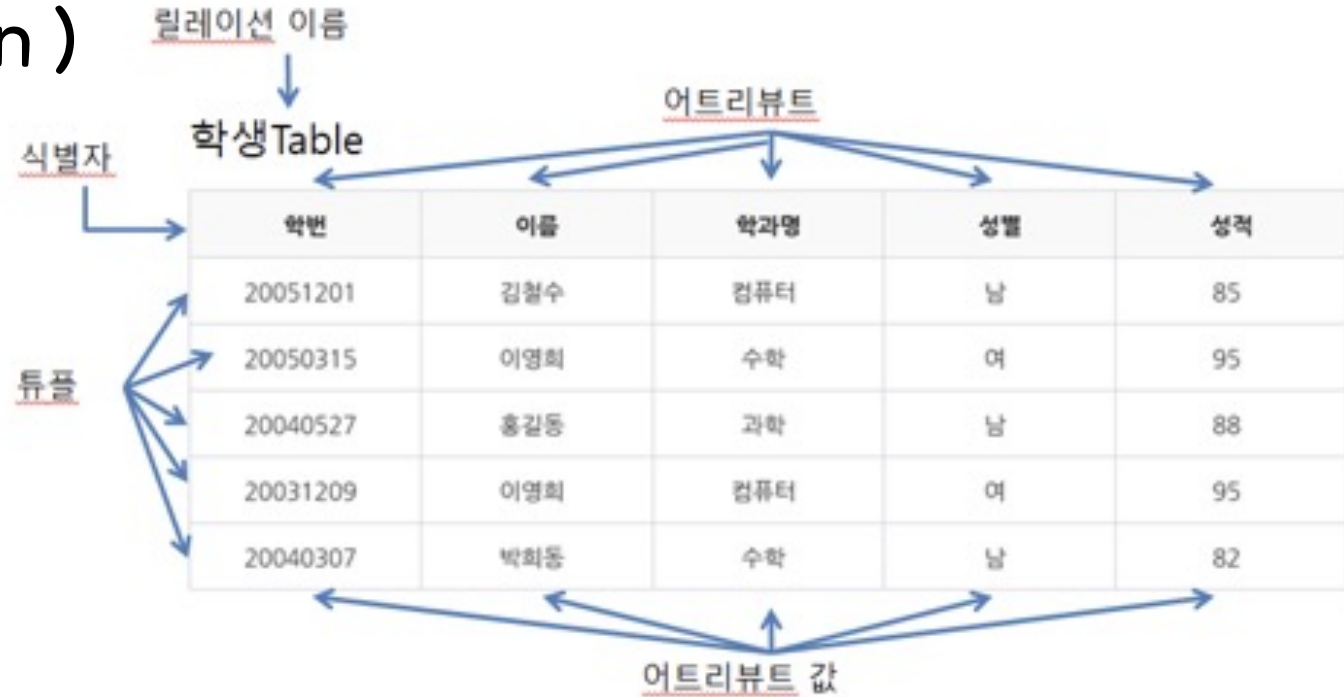 n)
릴레이션 이름
학생Table
어트리뷰트
식별자
학번 이름 학과명 성별 성적
20051201 김철수 컴퓨터 남 85
20050315 이영희 수학 여 95
튜플
20040527 홍길동 과학 남 88
20031209 이영희 컴퓨터 여 95
20040307 박희동 수학 남 82
어트리뷰트 값